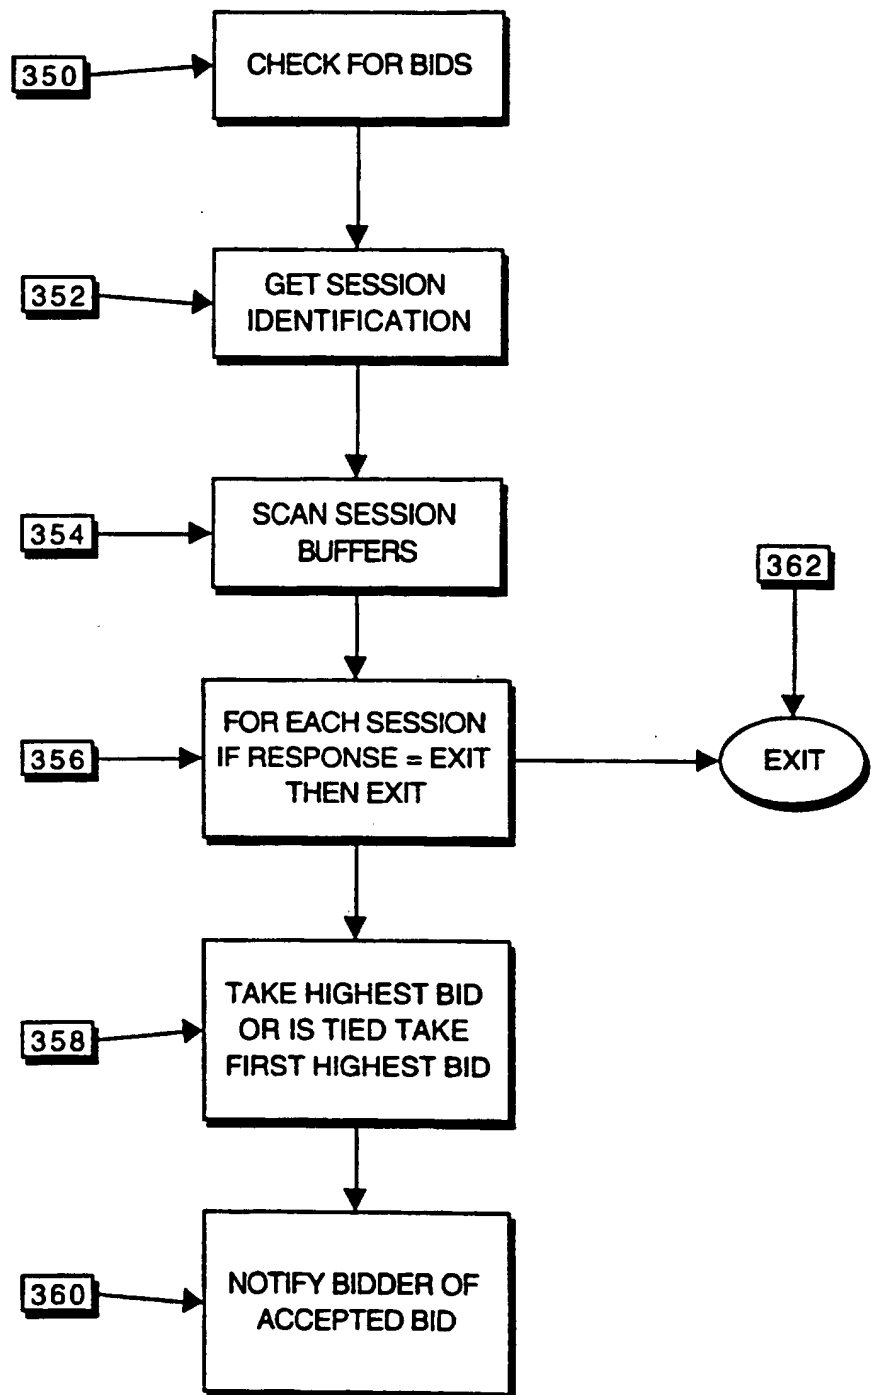 350
CHECK FOR BIDS
352
GET SESSION
IDENTIFICATION
354
SCAN SESSION
BUFFERS
362
356
FOR EACH SESSION
IF RESPONSE = EXIT
THEN EXIT
EXIT
358
TAKE HIGHEST BID
OR IS TIED TAKE
FIRST HIGHEST BID
360
NOTIFY BIDDER OF
ACCEPTED BID